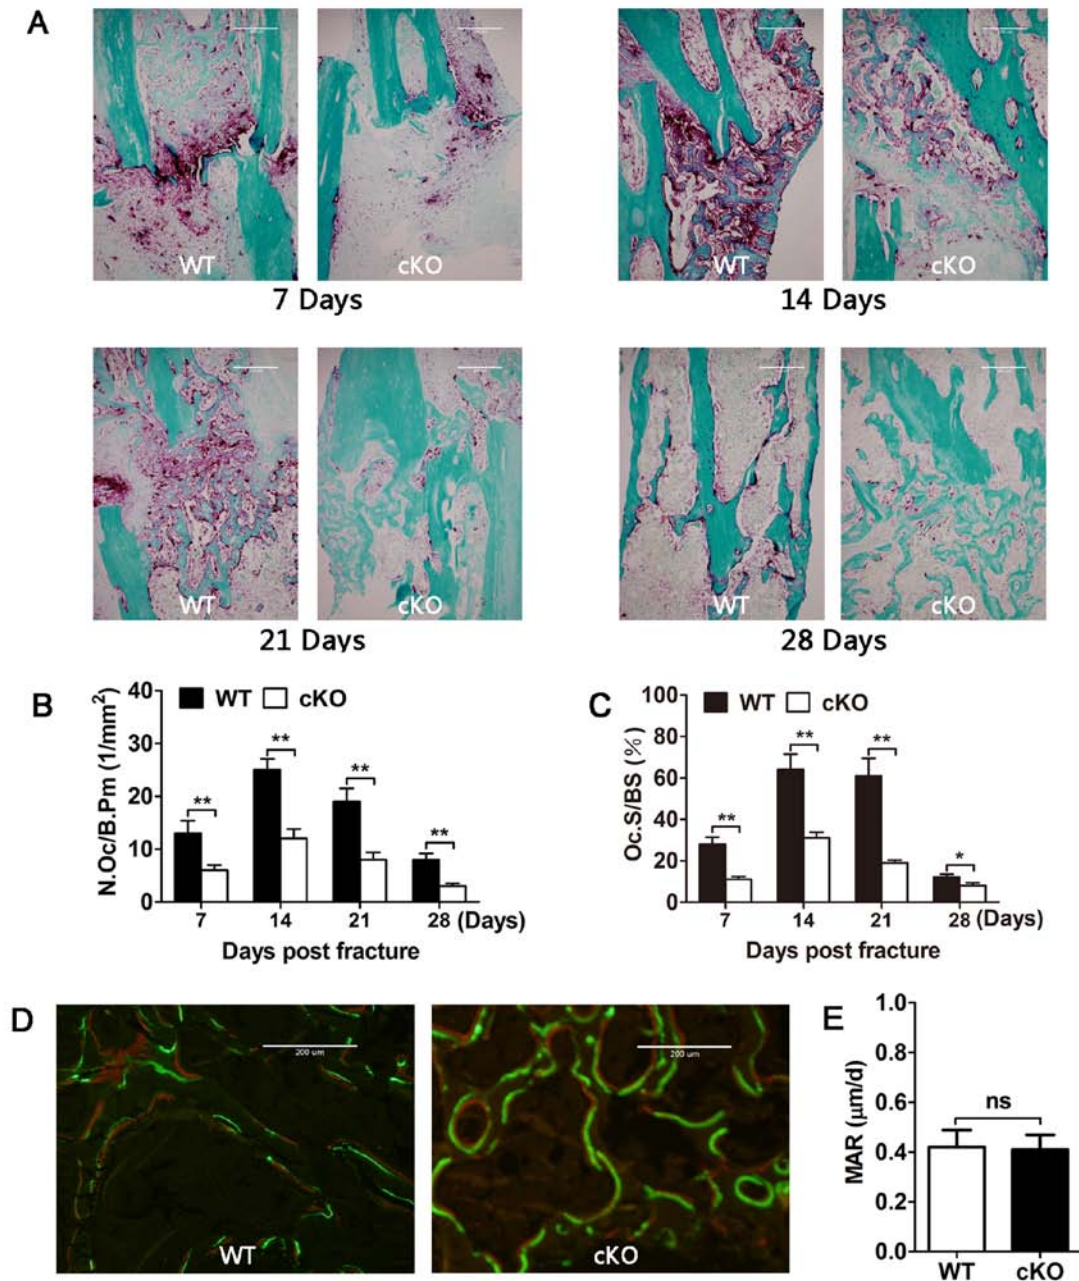 A
WT
cKO
7 Days
WT
cKO
14 Days
WT
cKO
21 Days
WT
cKO
28 Days
B
N.Oc/B.Pm (1/mm²)
WT cKO
40
30
20
10
0
** ** ** **
7 14 21 28 (Days)
Days post fracture
C
Oc.S/BS (%)
WT cKO
100
80
60
40
20
0
** ** ** *
7 14 21 28 (Days)
Days post fracture
D
200 um
WT
200 um
cKO
E
MAR (μm/d)
1.0
0.8
0.6
0.4
0.2
0.0
ns
WT cKO